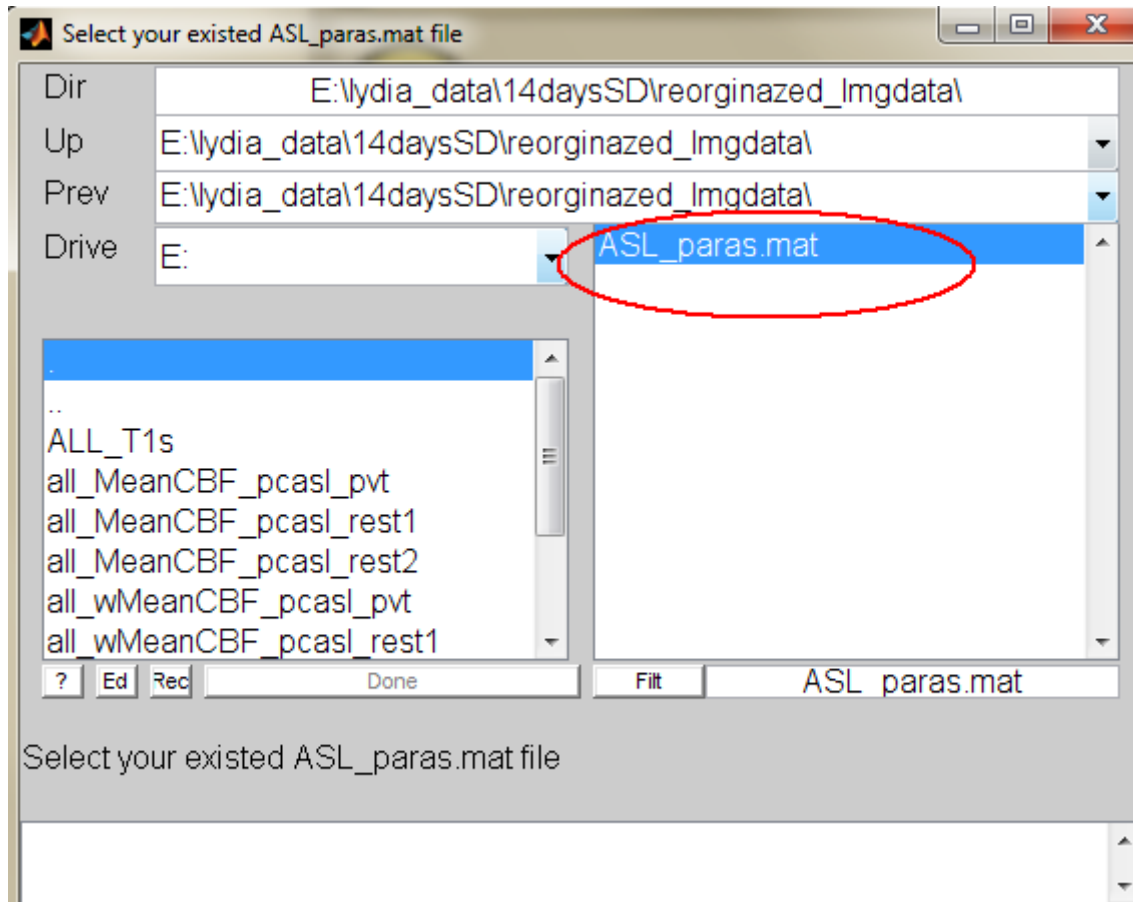 Select your existed ASL_paras.mat file
Dir E:\lydia_data\14daysSD\reorginazed_Imgdata\
Up E:\lydia_data\14daysSD\reorginazed_Imgdata\
Prev E:\lydia_data\14daysSD\reorginazed_Imgdata\
Drive E:
ASL_paras.mat
.
..
ALL_T1s
all_MeanCBF_pcasl_pvt
all_MeanCBF_pcasl_rest1
all_MeanCBF_pcasl_rest2
all_wMeanCBF_pcasl_pvt
all_wMeanCBF_pcasl_rest1
? Ed Rec Done Filt ASL_paras.mat
Select your existed ASL_paras.mat file